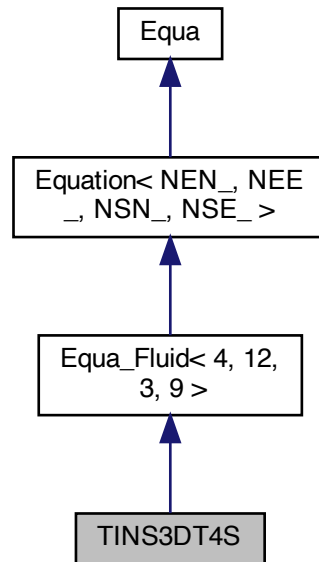 Equa
Equation< NEN_, NEE
_, NSN_, NSE_ >
Equa_Fluid< 4, 12,
3, 9 >
TINS3DT4S